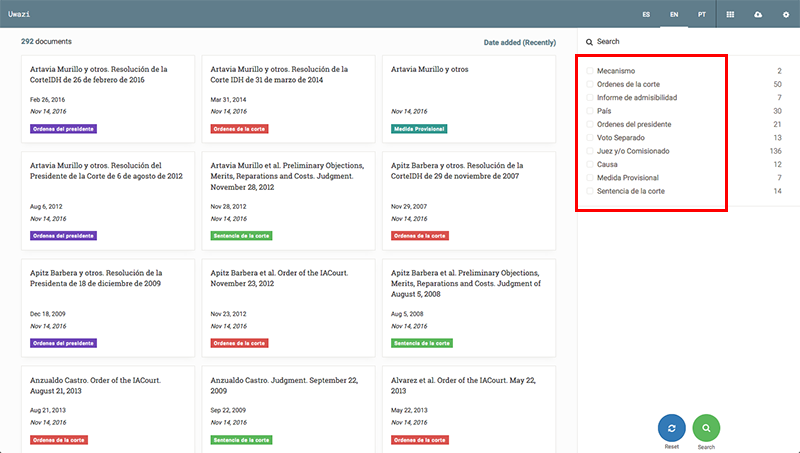 Uwazi
ES
EN
PT
292 documents
Date added (Recently)
Artavia Murillo y otros. Resolución de la
CorteIDH de 26 de febrero de 2016
Feb 26, 2016
Nov 14, 2016
Ordenes del presidente
Artavia Murillo y otros. Resolución de la
Corte IDH de 31 de marzo de 2014
Mar 31, 2014
Nov 14, 2016
Ordenes de la corte
Artavia Murillo y otros
Nov 14, 2016
Medida Provisional
Artavia Murillo y otros. Resolución del
Presidente de la Corte de 6 de agosto de 2012
Aug 6, 2012
Nov 14, 2016
Ordenes del presidente
Artavia Murillo et al. Preliminary Objections,
Merits, Reparations and Costs. Judgment.
November 28, 2012
Nov 28, 2012
Nov 14, 2016
Sentencia de la corte
Apitz Barbera y otros. Resolución de la
CorteIDH de 29 de noviembre de 2007
Nov 29, 2007
Nov 14, 2016
Ordenes de la corte
Apitz Barbera y otros. Resolución de la
Presidenta de 18 de diciembre de 2009
Dec 18, 2009
Nov 14, 2016
Ordenes del presidente
Apitz Barbera et al. Order of the IACourt.
November 23, 2012
Nov 23, 2012
Nov 14, 2016
Ordenes de la corte
Apitz Barbera et al. Preliminary Objections,
Merits, Reparations and Costs. Judgment of
August 5, 2008
Aug 5, 2008
Nov 14, 2016
Sentencia de la corte
Anzualdo Castro. Order of the IACourt.
August 21, 2013
Aug 21, 2013
Nov 14, 2016
Ordenes de la corte
Anzualdo Castro. Judgment. September 22,
2009
Sep 22, 2009
Nov 14, 2016
Sentencia de la corte
Alvarez et al. Order of the IACourt. May 22,
2013
May 22, 2013
Nov 14, 2016
Ordenes de la corte
Search
Mecanismo 2
Ordenes de la corte 50
Informe de admisibilidad 7
País 30
Ordenes del presidente 21
Voto Separado 13
Juez y/o Comisionado 136
Causa 12
Medida Provisional 7
Sentencia de la corte 14
Reset
Search